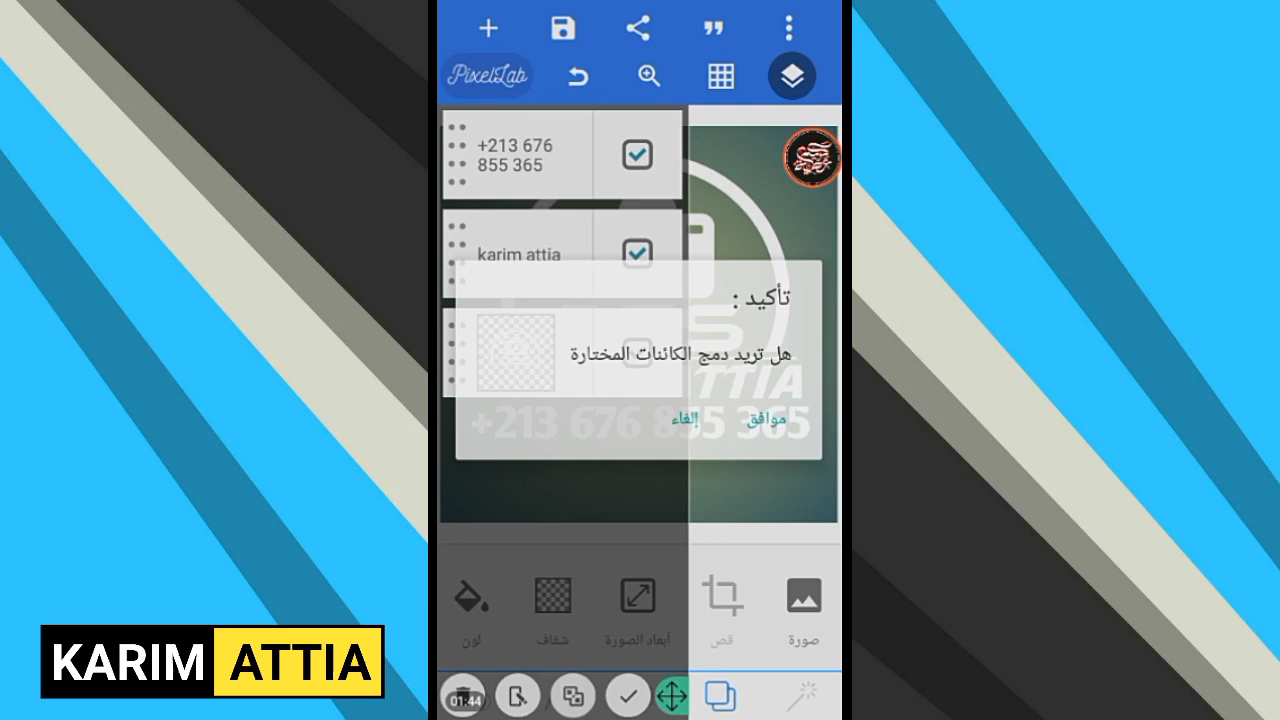 PixelLab
+213 676
855 365
karim attia
تأكيد :
هل تريد دمج الكائنات المختارة
موافق
إلغاء
TTIA
+213 676 855 365
صورة
قص
أبعاد الصورة
شفاف
لون
01:44
KARIM ATTIA